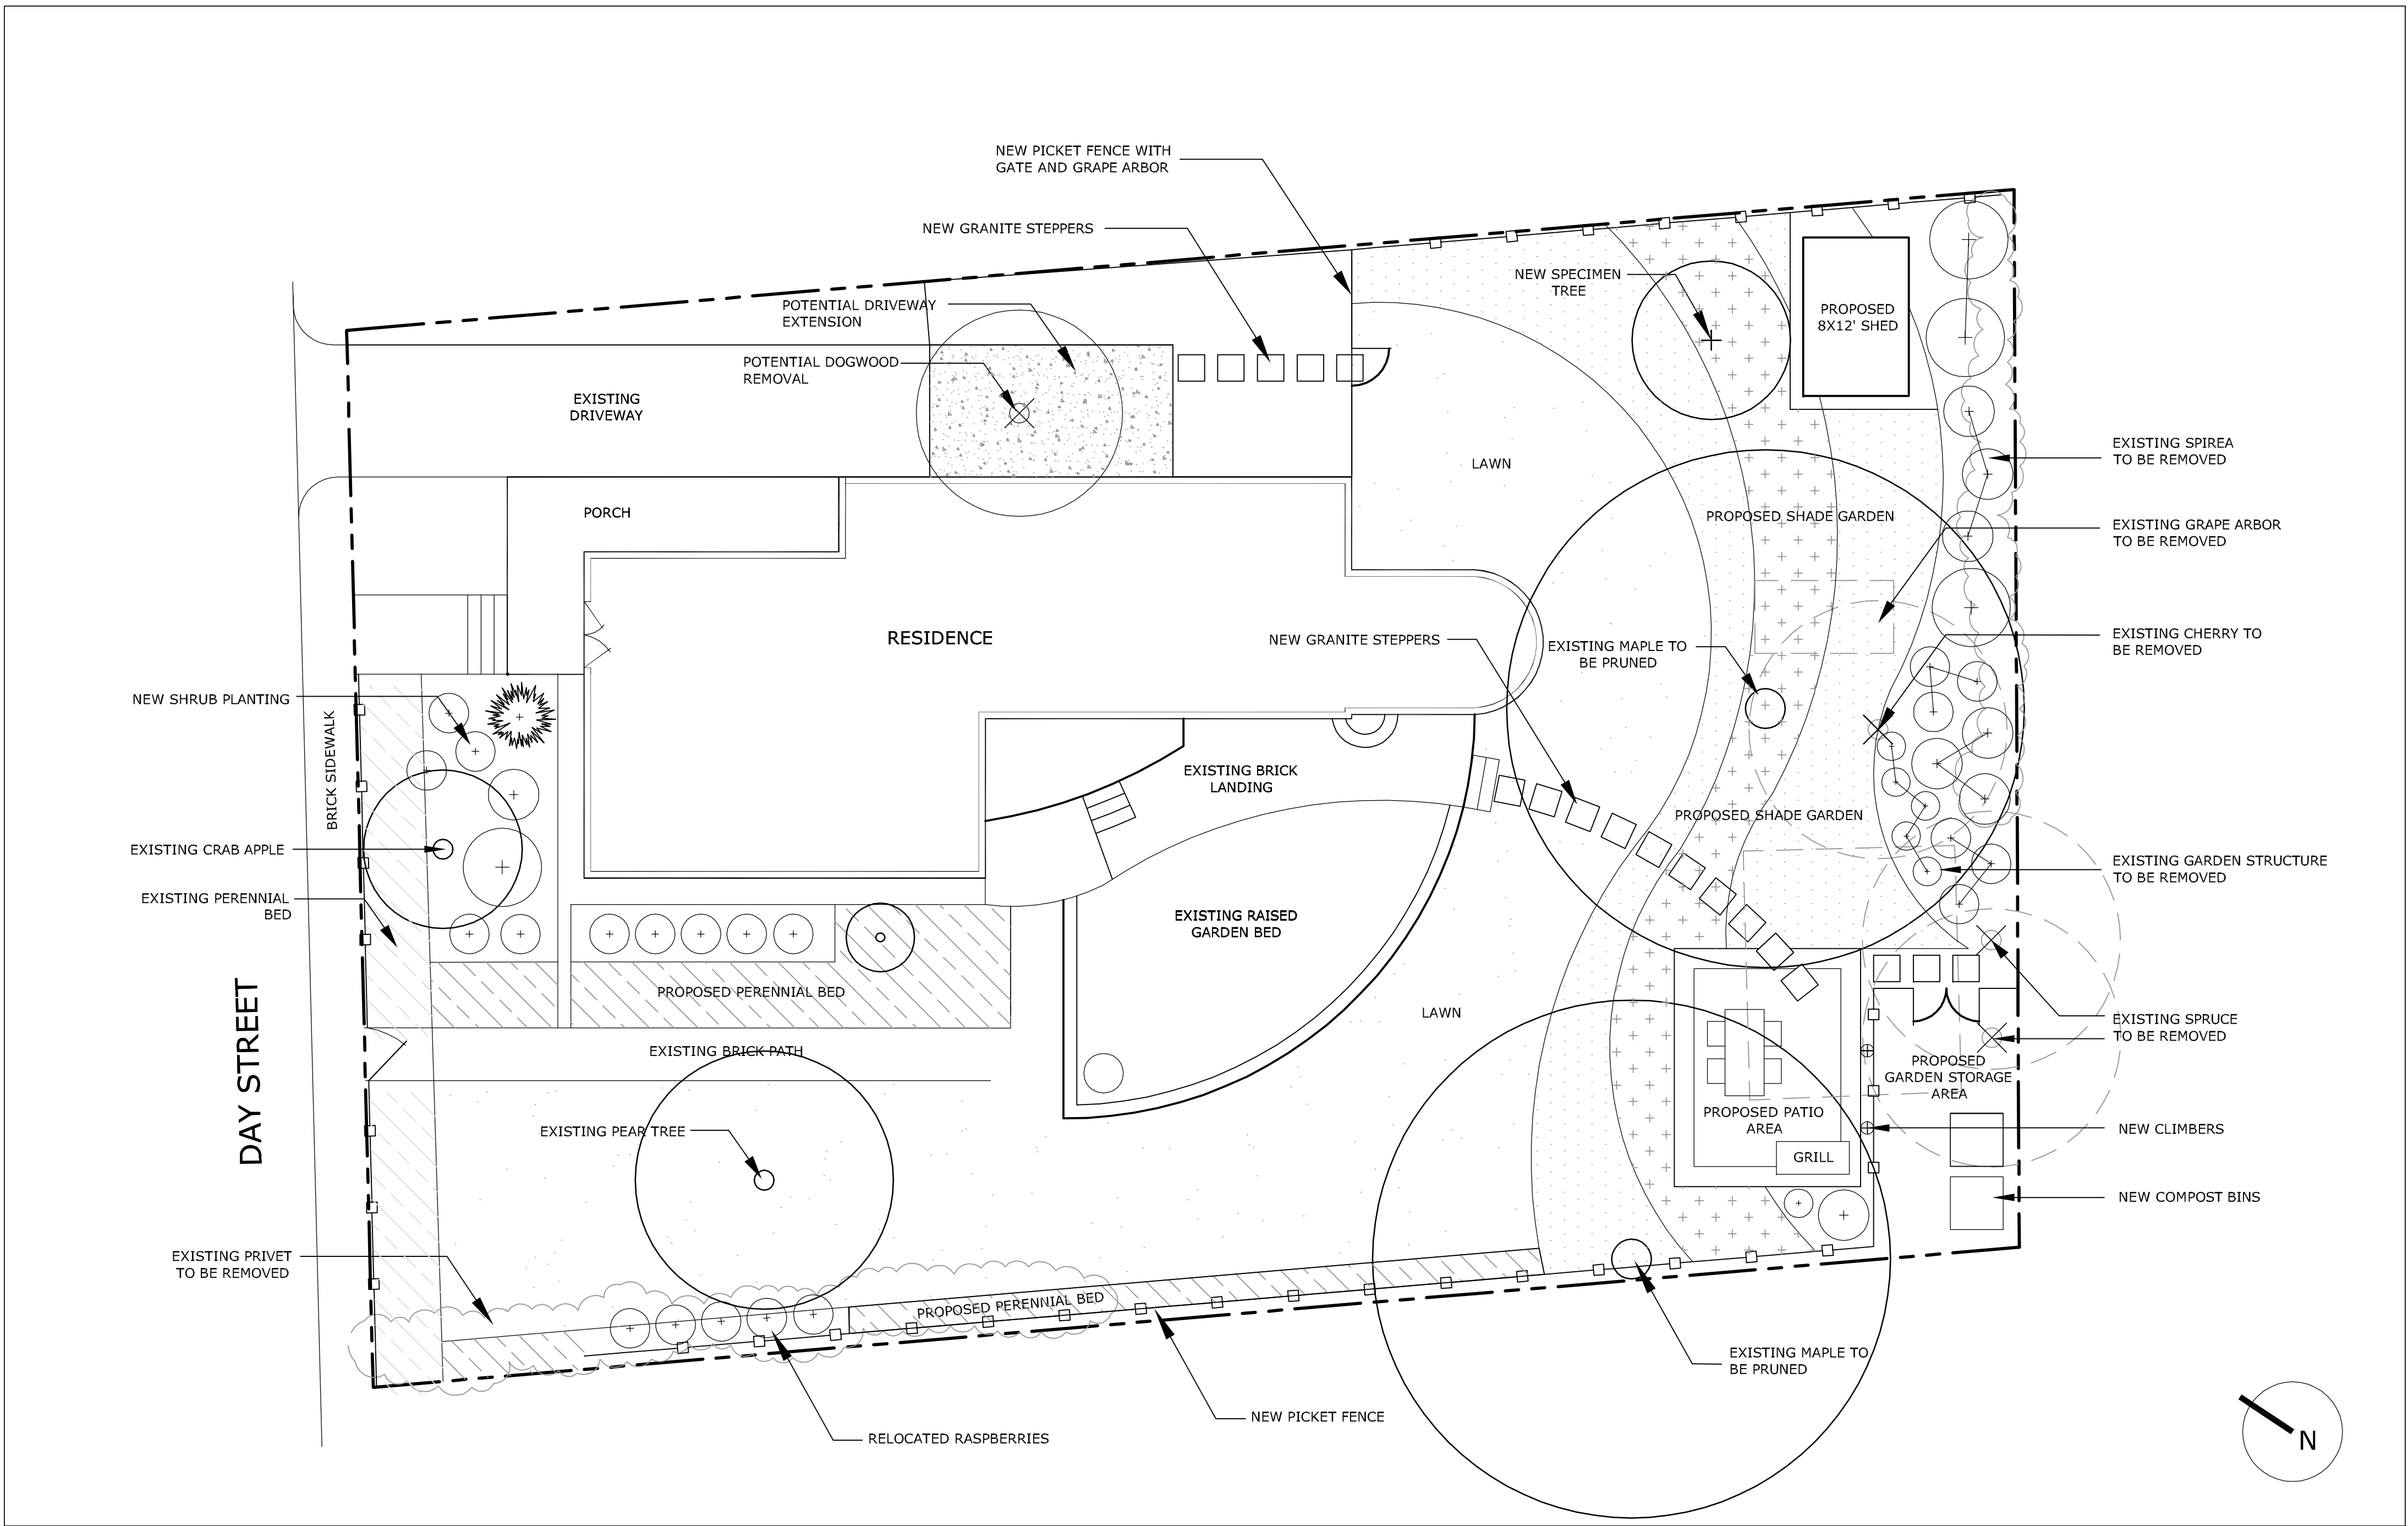 NEW PICKET FENCE WITH
GATE AND GRAPE ARBOR
NEW GRANITE STEPPERS
NEW SPECIMEN
TREE
POTENTIAL DRIVEWAY
EXTENSION
PROPOSED
8X12' SHED
POTENTIAL DOGWOOD
REMOVAL
EXISTING
DRIVEWAY
LAWN
EXISTING SPIREA
TO BE REMOVED
PORCH
PROPOSED SHADE GARDEN
EXISTING GRAPE ARBOR
TO BE REMOVED
RESIDENCE
NEW GRANITE STEPPERS
EXISTING MAPLE TO
BE PRUNED
EXISTING CHERRY TO
BE REMOVED
NEW SHRUB PLANTING
BRICK SIDEWALK
EXISTING BRICK
LANDING
PROPOSED SHADE GARDEN
EXISTING CRAB APPLE
EXISTING GARDEN STRUCTURE
TO BE REMOVED
EXISTING PERENNIAL
BED
EXISTING RAISED
GARDEN BED
PROPOSED PERENNIAL BED
LAWN
EXISTING SPRUCE
TO BE REMOVED
DAY STREET
EXISTING BRICK PATH
PROPOSED
GARDEN STORAGE
AREA
PROPOSED PATIO
AREA
EXISTING PEAR TREE
NEW CLIMBERS
GRILL
NEW COMPOST BINS
EXISTING PRIVET
TO BE REMOVED
PROPOSED PERENNIAL BED
EXISTING MAPLE TO
BE PRUNED
NEW PICKET FENCE
RELOCATED RASPBERRIES
N